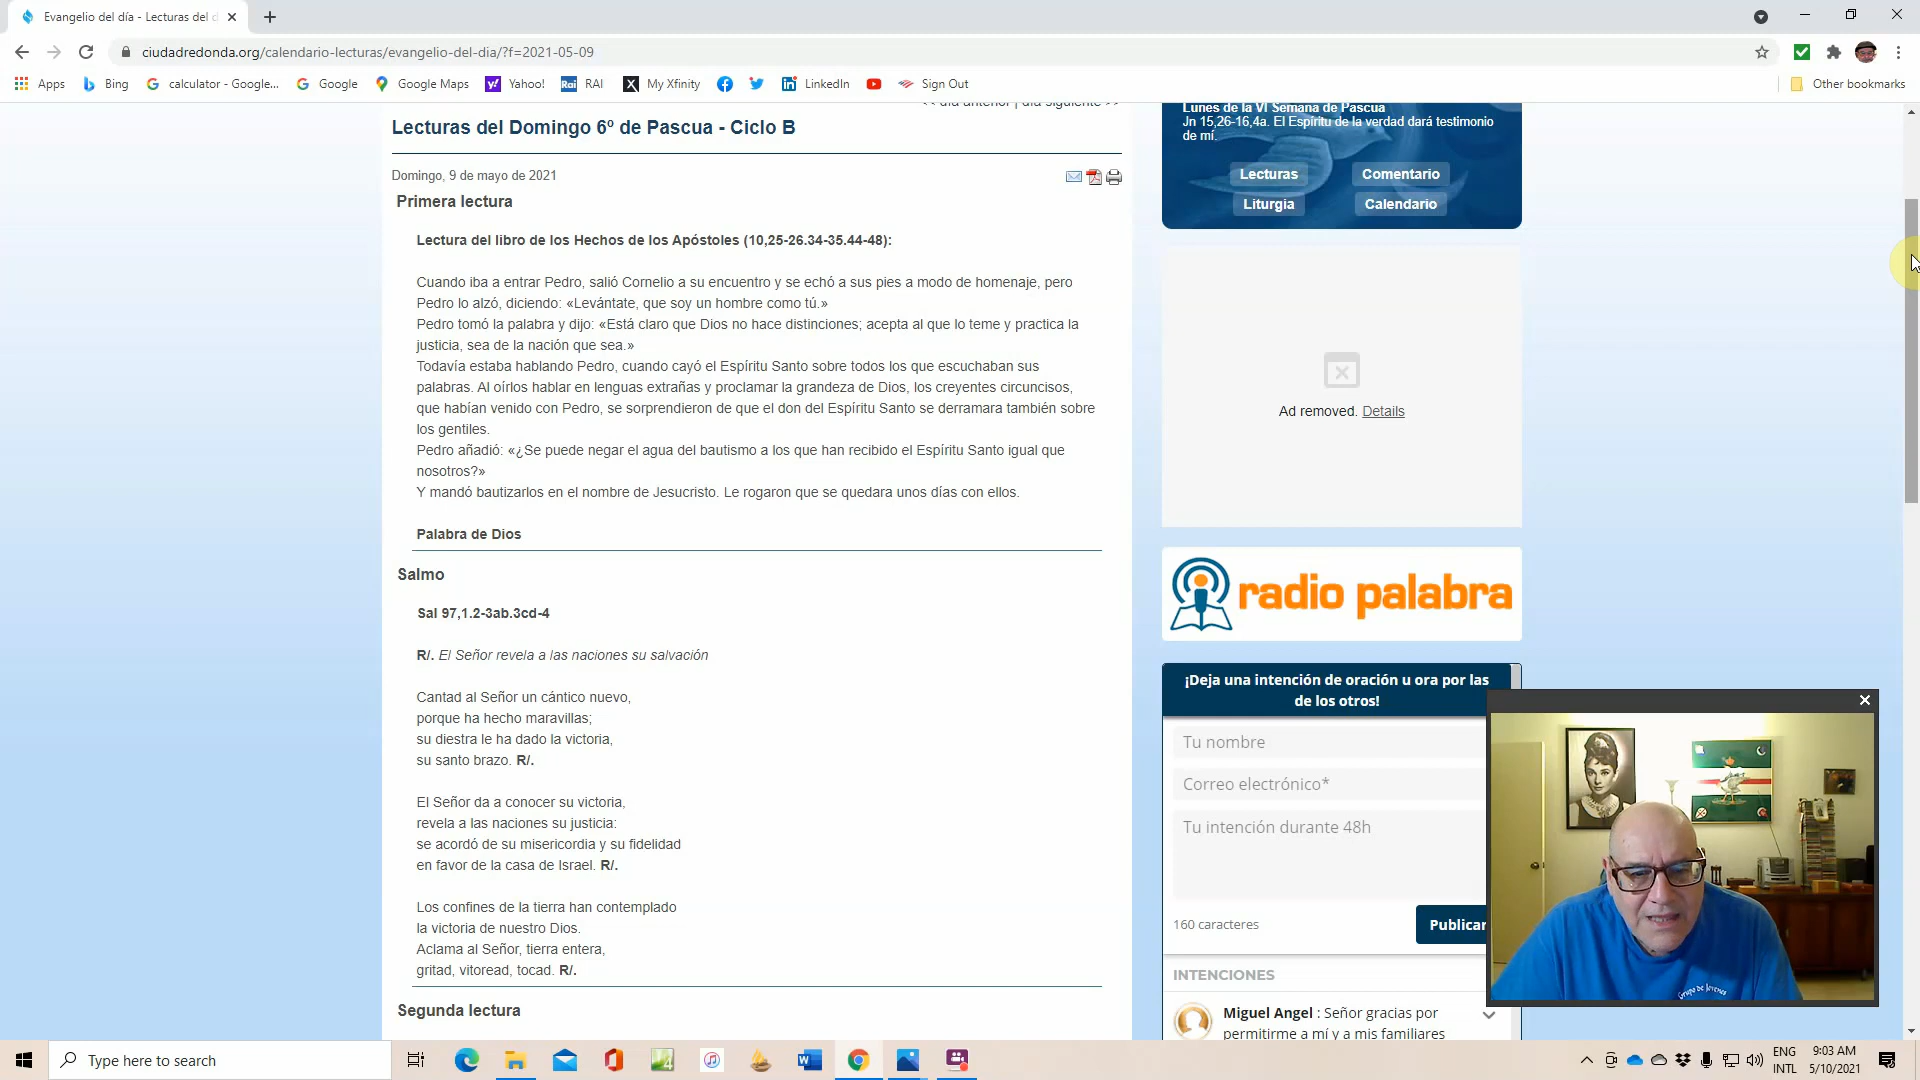 Evangelio del día - Lecturas del d
ciudadredonda.org/calendario-lecturas/evangelio-del-dia/?f=2021-05-09
Apps
Bing
calculator - Google...
Google
Google Maps
Yahoo!
RAI
My Xfinity
LinkedIn
Sign Out
Other bookmarks
<< día anterior | día siguiente >>
Lecturas del Domingo 6º de Pascua - Ciclo B
Domingo, 9 de mayo de 2021
Primera lectura
Lectura del libro de los Hechos de los Apóstoles (10,25-26.34-35.44-48):
Cuando iba a entrar Pedro, salió Cornelio a su encuentro y se echó a sus pies a modo de homenaje, pero
Pedro lo alzó, diciendo: «Levántate, que soy un hombre como tú.»
Pedro tomó la palabra y dijo: «Está claro que Dios no hace distinciones; acepta al que lo teme y practica la
justicia, sea de la nación que sea.»
Todavía estaba hablando Pedro, cuando cayó el Espíritu Santo sobre todos los que escuchaban sus
palabras. Al oírlos hablar en lenguas extrañas y proclamar la grandeza de Dios, los creyentes circuncisos,
que habían venido con Pedro, se sorprendieron de que el don del Espíritu Santo se derramara también sobre
los gentiles.
Pedro añadió: «¿Se puede negar el agua del bautismo a los que han recibido el Espíritu Santo igual que
nosotros?»
Y mandó bautizarlos en el nombre de Jesucristo. Le rogaron que se quedara unos días con ellos.
Palabra de Dios
Salmo
Sal 97,1.2-3ab.3cd-4
R/. El Señor revela a las naciones su salvación
Cantad al Señor un cántico nuevo,
porque ha hecho maravillas;
su diestra le ha dado la victoria,
su santo brazo. R/.
El Señor da a conocer su victoria,
revela a las naciones su justicia:
se acordó de su misericordia y su fidelidad
en favor de la casa de Israel. R/.
Los confines de la tierra han contemplado
la victoria de nuestro Dios.
Aclama al Señor, tierra entera,
gritad, vitoread, tocad. R/.
Segunda lectura
Lunes de la VI Semana de Pascua
Jn 15,26-16,4a. El Espíritu de la verdad dará testimonio
de mí.
Lecturas
Comentario
Liturgia
Calendario
Ad removed. Details
radio palabra
¡Deja una intención de oración u ora por las
de los otros!
Tu nombre
Correo electrónico*
Tu intención durante 48h
160 caracteres
Publicar
INTENCIONES
Miguel Angel : Señor gracias por
permitirme a mí y a mis familiares
Grupo de Jovenes
Type here to search
ENG
INTL
9:03 AM
5/10/2021